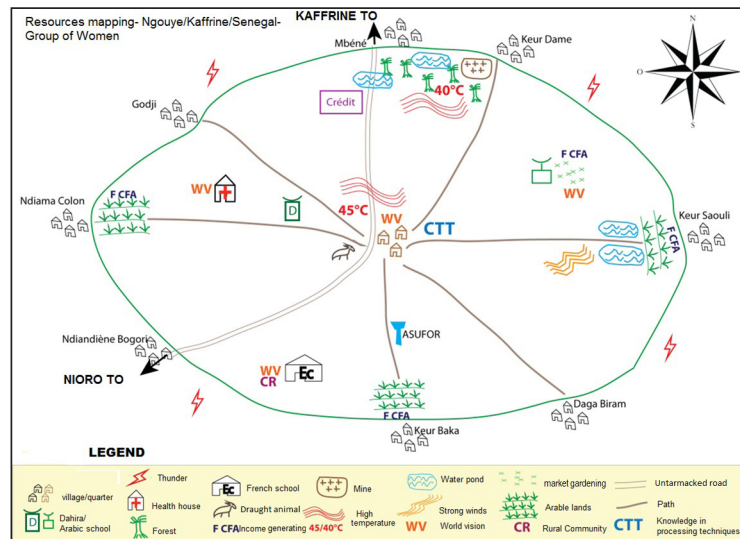 Resources mapping- Ngouye/Kaffrine/Senegal-
Group of Women
KAFFRINE TO
Mbéné
Keur Dame
N
O
E
S
40°C
Crédit
Godji
F CFA
WV
F CFA
WV
Ndiama Colon
D
45°C
WV
CTT
Keur Saouli
F CFA
ASUFOR
Ndiandiène Bogori
NIORO TO
WV
CR
Ec
F CFA
Keur Baka
Daga Biram
LEGEND
Thunder
village/quarter
Health house
D
Dahira/
Arabic school
Forest
Ec
French school
Draught animal
F CFA Income generating
Mine
45/40°C
High
temperature
Water pond
Strong winds
WV
World vision
market gardening
Arable lands
CR
Rural Community
Untarmacked road
Path
CTT
Knowledge in
processing techniques